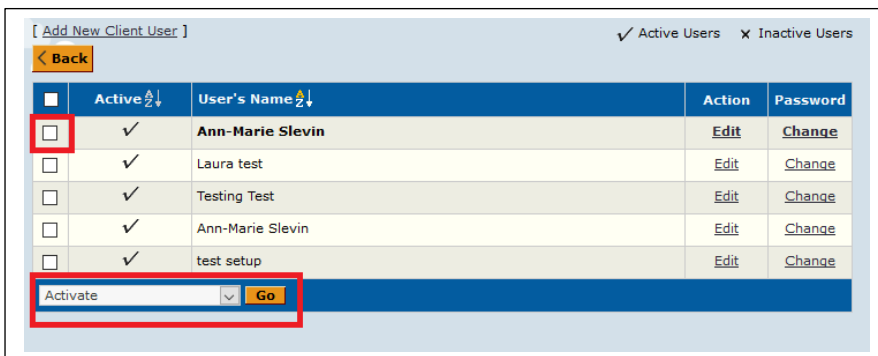 [ Add New Client User ] ✓ Active Users x Inactive Users
< Back
Active User's Name Action Password
✓ Ann-Marie Slevin Edit Change
✓ Laura test Edit Change
✓ Testing Test Edit Change
✓ Ann-Marie Slevin Edit Change
✓ test setup Edit Change
Activate Go